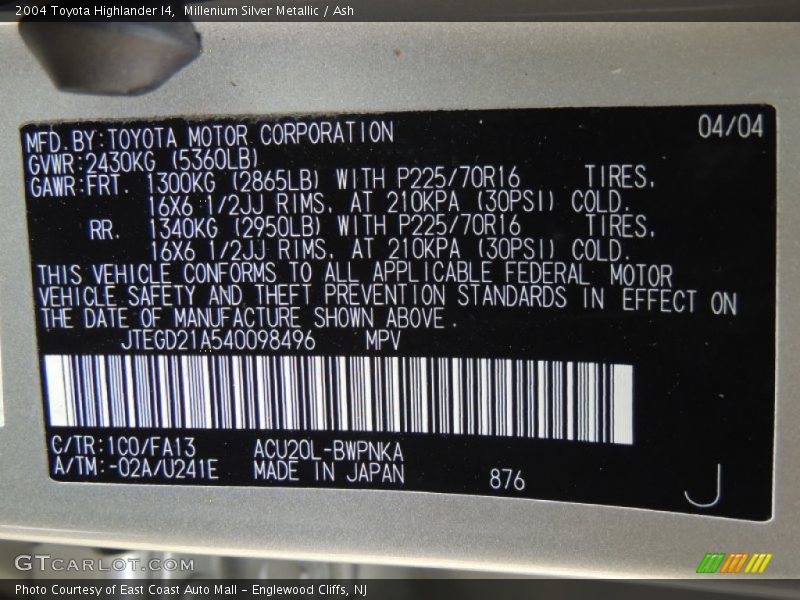 2004 Toyota Highlander I4,  Millenium Silver Metallic / Ash
MFD.BY:TOYOTA MOTOR CORPORATION 04/04
GVWR:2430KG (5360LB)
GAWR:FRT. 1300KG (2865LB) WITH P225/70R16 TIRES.
16X6 1/2JJ RIMS. AT 210KPA (30PSI) COLD.
RR. 1340KG (2950LB) WITH P225/70R16 TIRES.
16X6 1/2JJ RIMS. AT 210KPA (30PSI) COLD.
THIS VEHICLE CONFORMS TO ALL APPLICABLE FEDERAL MOTOR
VEHICLE SAFETY AND THEFT PREVENTION STANDARDS IN EFFECT ON
THE DATE OF MANUFACTURE SHOWN ABOVE.
JTEGD21A540098496 MPV
C/TR:1C0/FA13 ACU20L-BWPNKA
A/TM:-02A/U241E MADE IN JAPAN 876 J
GTCARLOT.COM
Photo Courtesy of East Coast Auto Mall – Englewood Cliffs, NJ